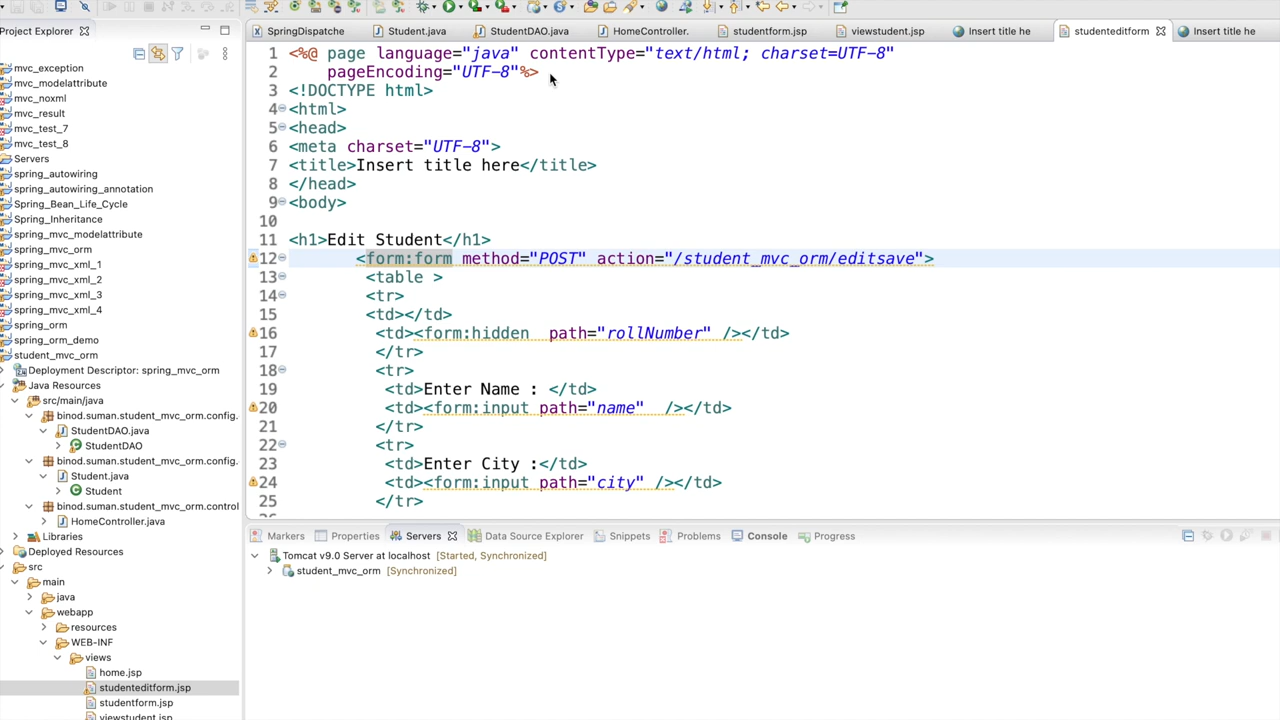 Project Explorer
mvc_exception
mvc_modelattribute
mvc_noxml
mvc_result
mvc_test_7
mvc_test_8
Servers
spring_autowiring
spring_autowiring_annotation
Spring_Bean_Life_Cycle
Spring_Inheritance
spring_mvc_modelattribute
spring_mvc_orm
spring_mvc_xml_1
spring_mvc_xml_2
spring_mvc_xml_3
spring_mvc_xml_4
spring_orm
spring_orm_demo
student_mvc_orm
Deployment Descriptor: spring_mvc_orm
Java Resources
src/main/java
binod.suman.student_mvc_orm.config.
StudentDAO.java
StudentDAO
binod.suman.student_mvc_orm.config.
Student.java
Student
binod.suman.student_mvc_orm.control
HomeController.java
Libraries
Deployed Resources
src
main
java
webapp
resources
WEB-INF
views
home.jsp
studenteditform.jsp
studentform.jsp
viewstudent.jsp
SpringDispatche Student.java StudentDAO.java HomeController. studentform.jsp viewstudent.jsp Insert title he studenteditform Insert title he
1 <%@ page language="java" contentType="text/html; charset=UTF-8"
2 pageEncoding="UTF-8"%>
3 <!DOCTYPE html>
4 <html>
5 <head>
6 <meta charset="UTF-8">
7 <title>Insert title here</title>
8 </head>
9 <body>
10
11 <h1>Edit Student</h1>
12 <form:form method="POST" action="/student_mvc_orm/editsave">
13 <table >
14 <tr>
15 <td></td>
16 <td><form:hidden path="rollNumber" /></td>
17 </tr>
18 <tr>
19 <td>Enter Name : </td>
20 <td><form:input path="name" /></td>
21 </tr>
22 <tr>
23 <td>Enter City :</td>
24 <td><form:input path="city" /></td>
25 </tr>
Markers Properties Servers Data Source Explorer Snippets Problems Console Progress
Tomcat v9.0 Server at localhost [Started, Synchronized]
student_mvc_orm [Synchronized]